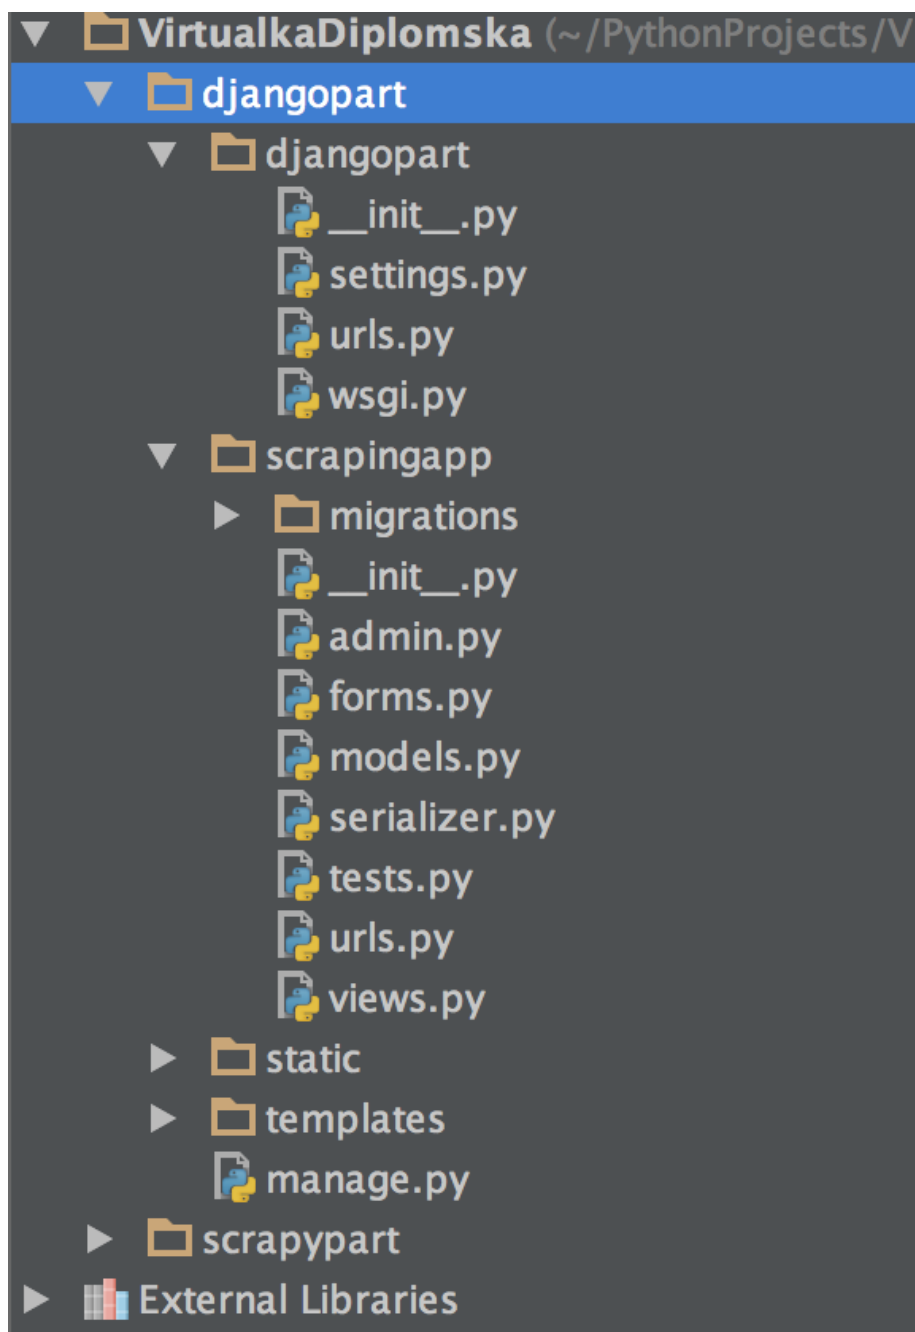 VirtualkaDiplomska (~/PythonProjects/V
djangopart
djangopart
__init__.py
settings.py
urls.py
wsgi.py
scrapingapp
migrations
__init__.py
admin.py
forms.py
models.py
serializer.py
tests.py
urls.py
views.py
static
templates
manage.py
scrapypart
External Libraries